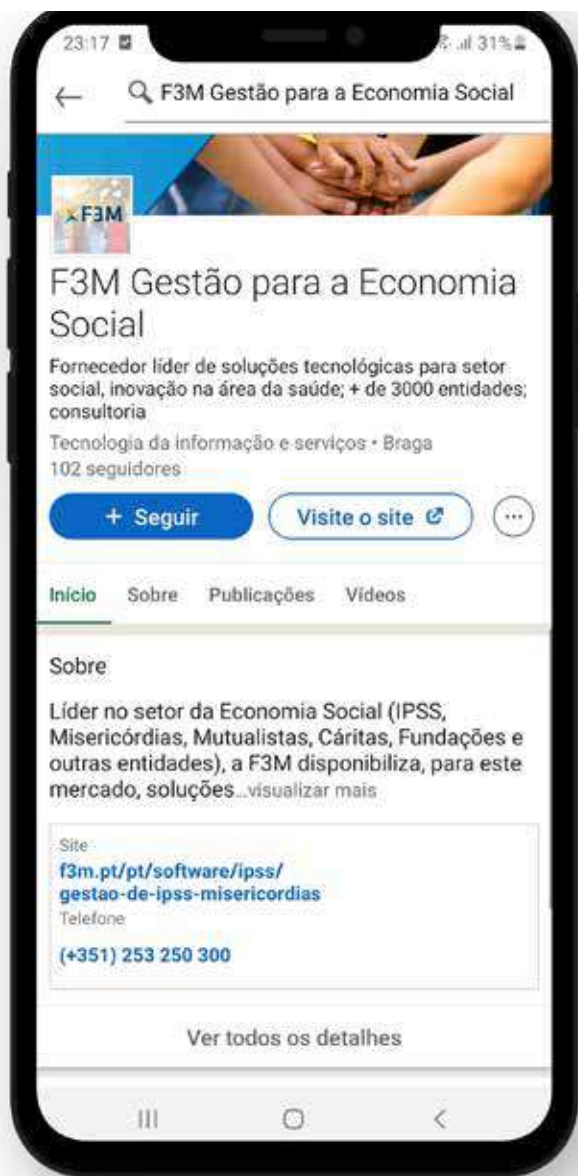 23:17
31%
F3M Gestão para a Economia Social
F3M
F3M Gestão para a Economia
Social
Fornecedor líder de soluções tecnológicas para setor
social, inovação na área da saúde; + de 3000 entidades;
consultoria
Tecnologia da informação e serviços • Braga
102 seguidores
+ Seguir
Visite o site
Início Sobre Publicações Vídeos
Sobre
Líder no setor da Economia Social (IPSS,
Misericórdias, Mutualistas, Cáritas, Fundações e
outras entidades), a F3M disponibiliza, para este
mercado, soluções...visualizar mais
Site
f3m.pt/pt/software/ipss/
gestao-de-ipss-misericordias
Telefone
(+351) 253 250 300
Ver todos os detalhes